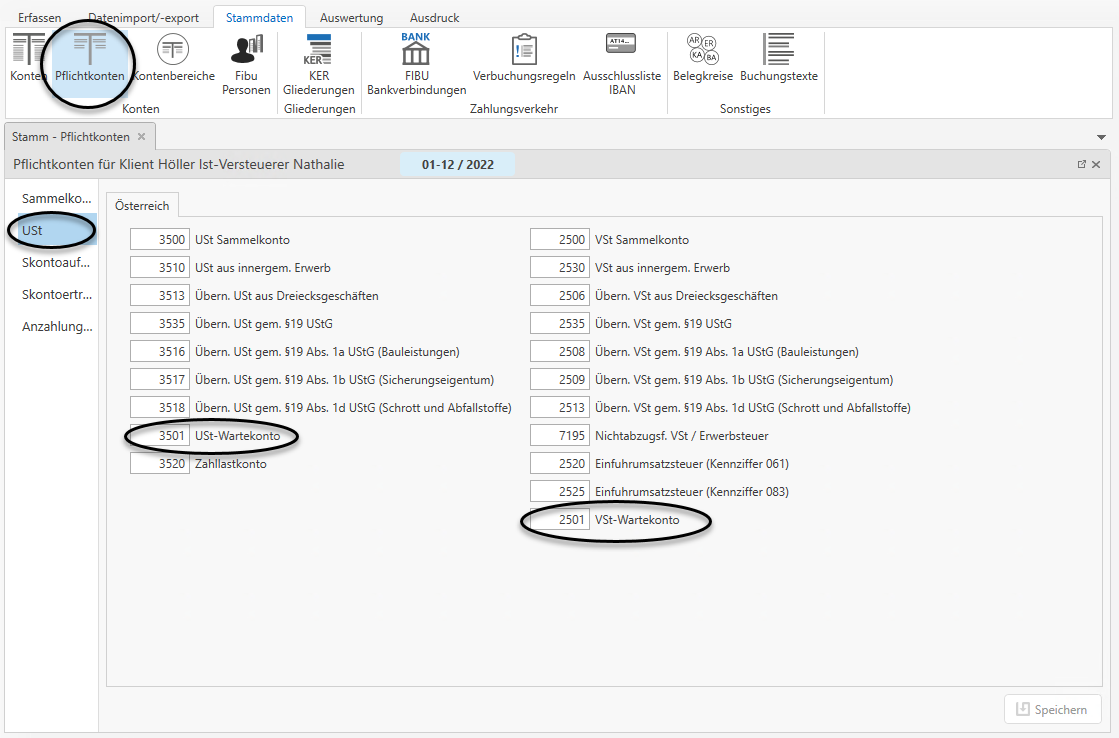 Erfassen Datenimport/-export Stammdaten Auswertung Ausdruck
Konten Pflichtkonten Kontenbereiche Fibu Personen
KER
KER Gliederungen
BANK
FIBU Bankverbindungen
Verbuchungsregeln
AT14...
Ausschlussliste IBAN
AR ER KA BA
Belegkreise Buchungstexte
Konten Gliederungen Zahlungsverkehr Sonstiges
Stamm - Pflichtkonten
Pflichtkonten für Klient Höller Ist-Versteuerer Nathalie 01-12 / 2022
Sammelko...
USt
Skontoauf...
Skontoertr...
Anzahlung...
Österreich
3500 USt Sammelkonto
3510 USt aus innergem. Erwerb
3513 Übern. USt aus Dreiecksgeschäften
3535 Übern. USt gem. §19 UStG
3516 Übern. USt gem. §19 Abs. 1a UStG (Bauleistungen)
3517 Übern. USt gem. §19 Abs. 1b UStG (Sicherungseigentum)
3518 Übern. USt gem. §19 Abs. 1d UStG (Schrott und Abfallstoffe)
3501 USt-Wartekonto
3520 Zahllastkonto
2500 VSt Sammelkonto
2530 VSt aus innergem. Erwerb
2506 Übern. VSt aus Dreiecksgeschäften
2535 Übern. VSt gem. §19 UStG
2508 Übern. VSt gem. §19 Abs. 1a UStG (Bauleistungen)
2509 Übern. VSt gem. §19 Abs. 1b UStG (Sicherungseigentum)
2513 Übern. VSt gem. §19 Abs. 1d UStG (Schrott und Abfallstoffe)
7195 Nichtabzugsf. VSt / Erwerbsteuer
2520 Einfuhrumsatzsteuer (Kennziffer 061)
2525 Einfuhrumsatzsteuer (Kennziffer 083)
2501 VSt-Wartekonto
Speichern